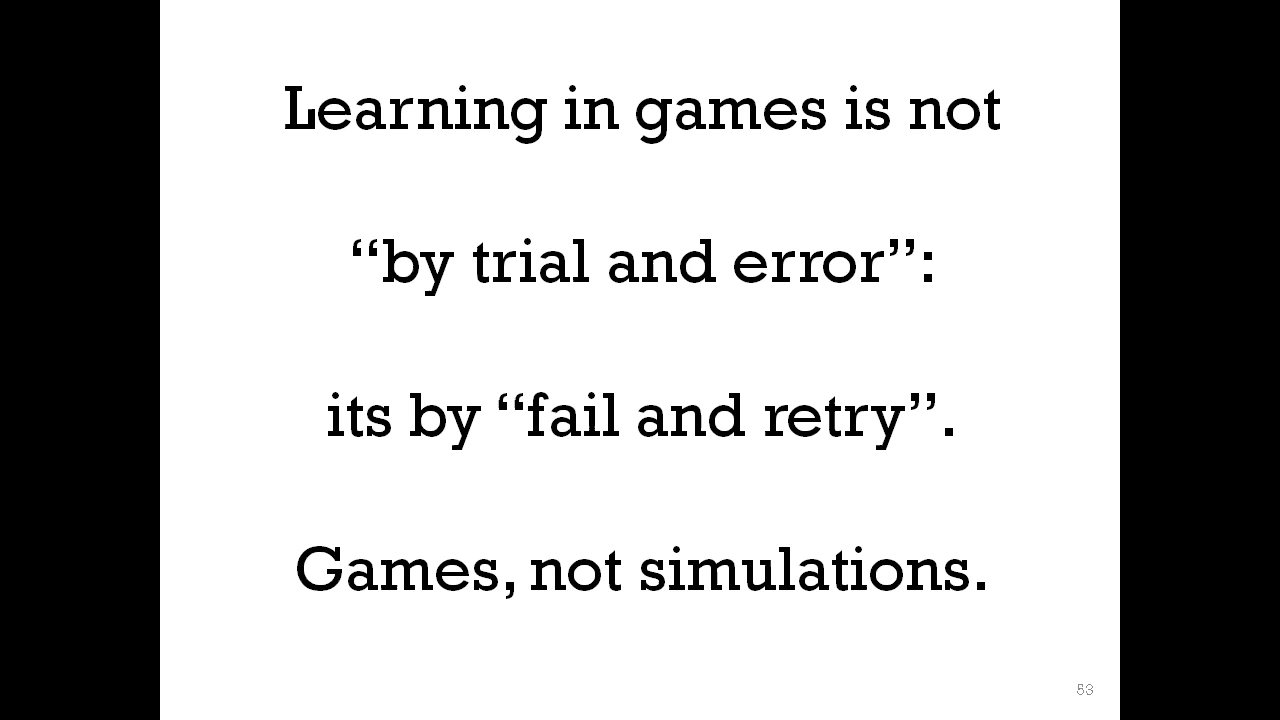 Learning in games is not
“by trial and error”:
its by “fail and retry”.
Games, not simulations.
53